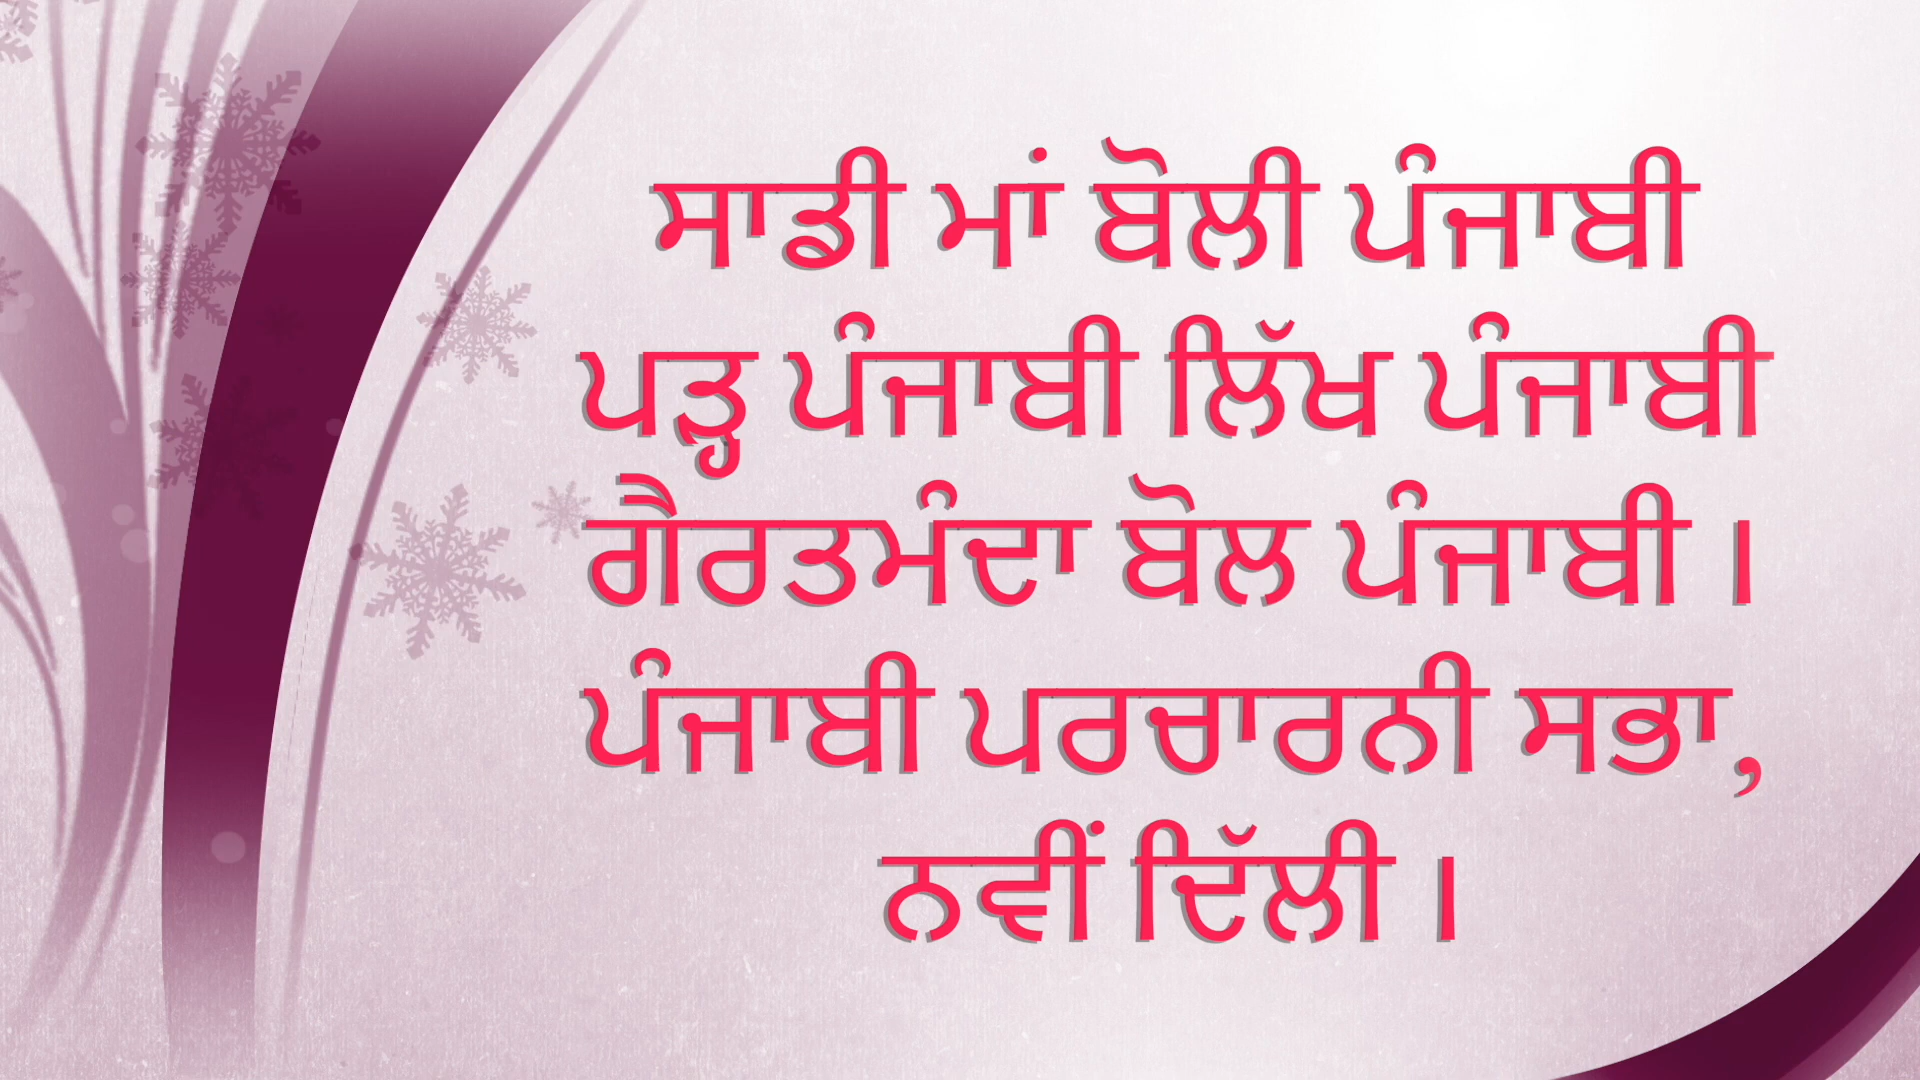 ਸਾਡੀ ਮਾਂ ਬੋਲੀ ਪੰਜਾਬੀ
ਪੜ੍ਹ ਪੰਜਾਬੀ ਲਿੱਖ ਪੰਜਾਬੀ
ਗੈਰਤਮੰਦਾ ਬੋਲ ਪੰਜਾਬੀ ।
ਪੰਜਾਬੀ ਪਰਚਾਰਨੀ ਸਭਾ,
ਨਵੀਂ ਦਿੱਲੀ ।